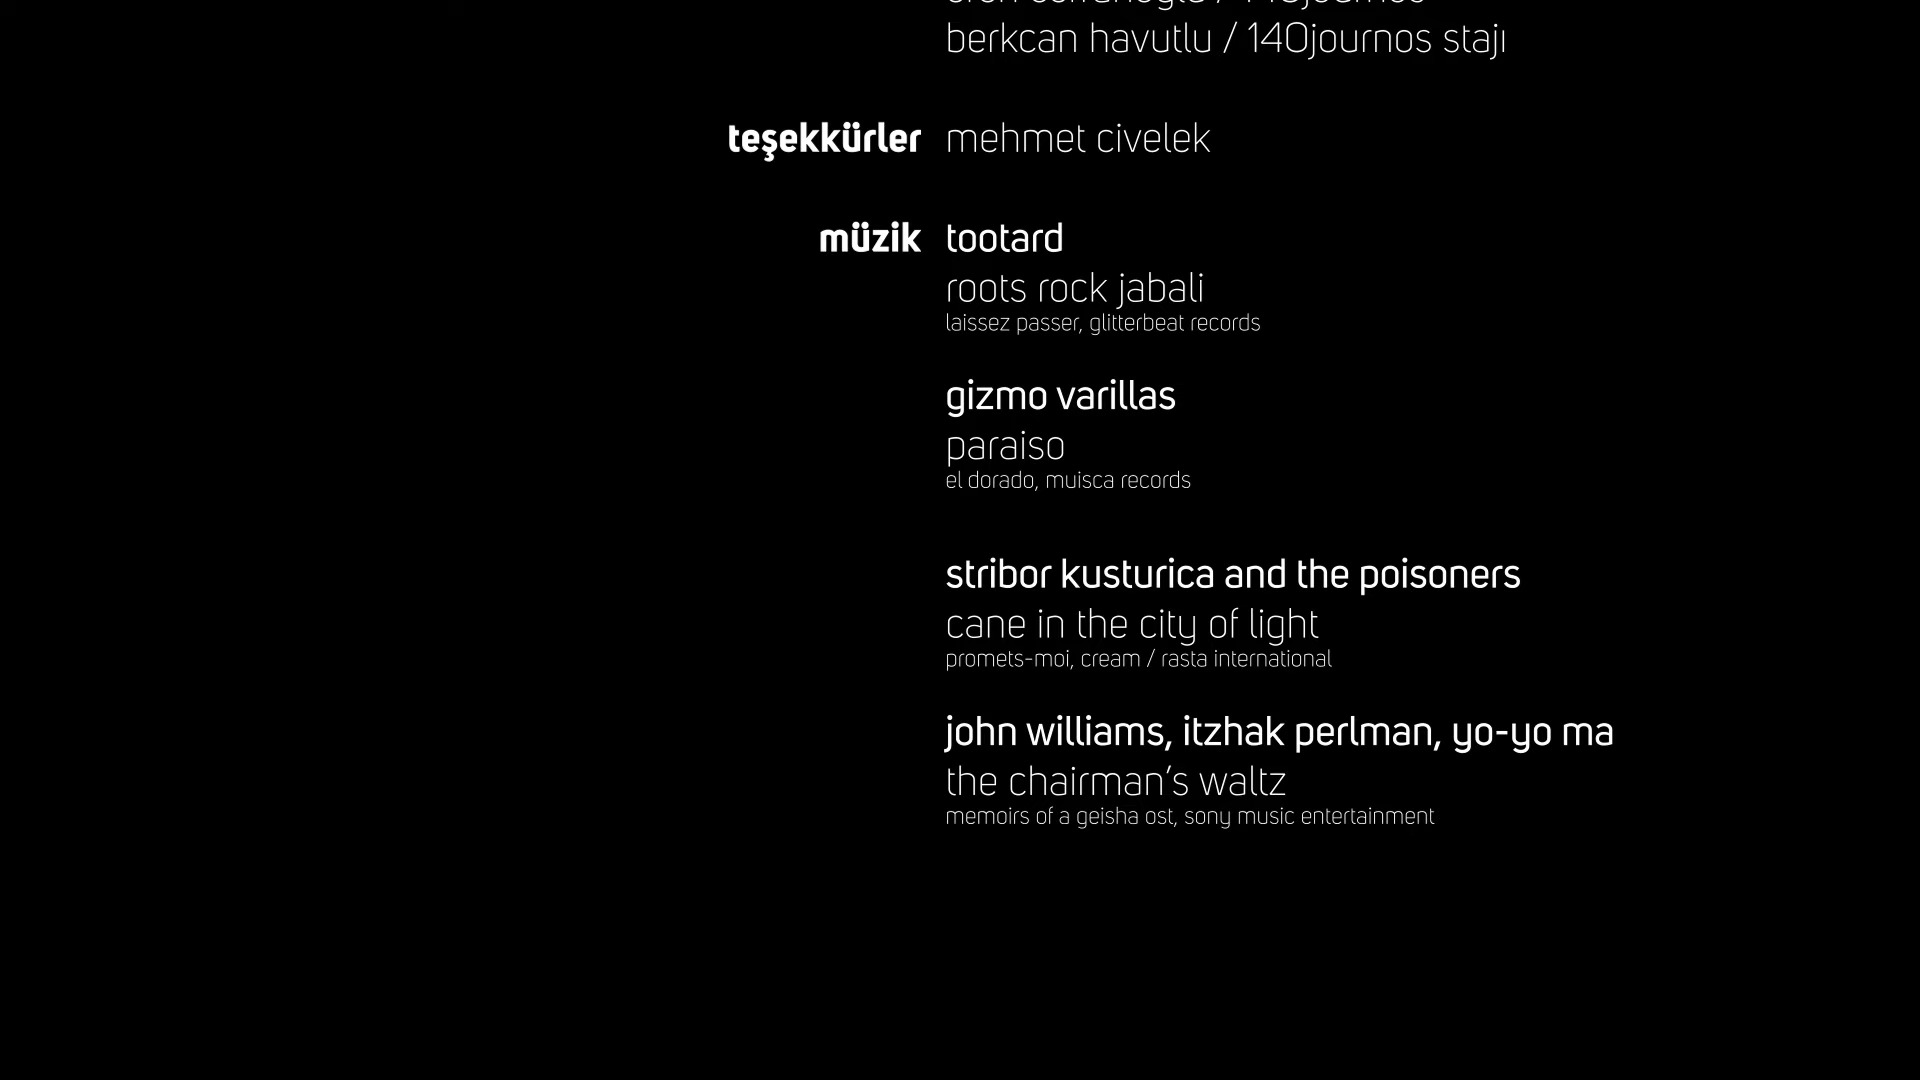 berkcan havutlu / 140journos stajı
teşekkürler mehmet civelek
müzik tootard
roots rock jabali
laissez passer, glitterbeat records
gizmo varillas
paraiso
el dorado, muisca records
stribor kusturica and the poisoners
cane in the city of light
promets-moi, cream / rasta international
john williams, itzhak perlman, yo-yo ma
the chairman’s waltz
memoirs of a geisha ost, sony music entertainment